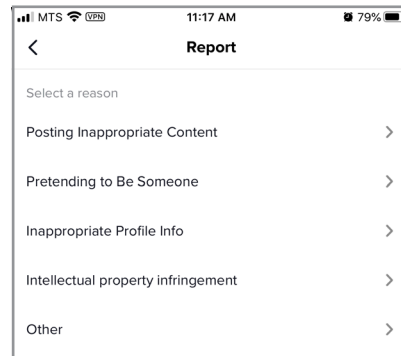 MTS VPN 11:17 AM 79%
Report
Select a reason
Posting Inappropriate Content
Pretending to Be Someone
Inappropriate Profile Info
Intellectual property infringement
Other